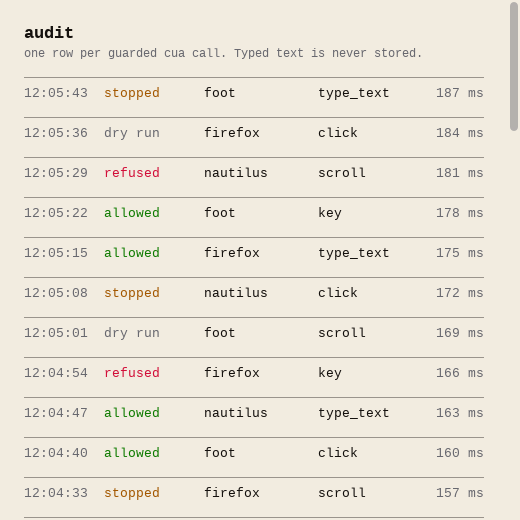 audit
one row per guarded cua call. Typed text is never stored.
12:05:43 stopped foot type_text 187 ms
12:05:36 dry run firefox click 184 ms
12:05:29 refused nautilus scroll 181 ms
12:05:22 allowed foot key 178 ms
12:05:15 allowed firefox type_text 175 ms
12:05:08 stopped nautilus click 172 ms
12:05:01 dry run foot scroll 169 ms
12:04:54 refused firefox key 166 ms
12:04:47 allowed nautilus type_text 163 ms
12:04:40 allowed foot click 160 ms
12:04:33 stopped firefox scroll 157 ms